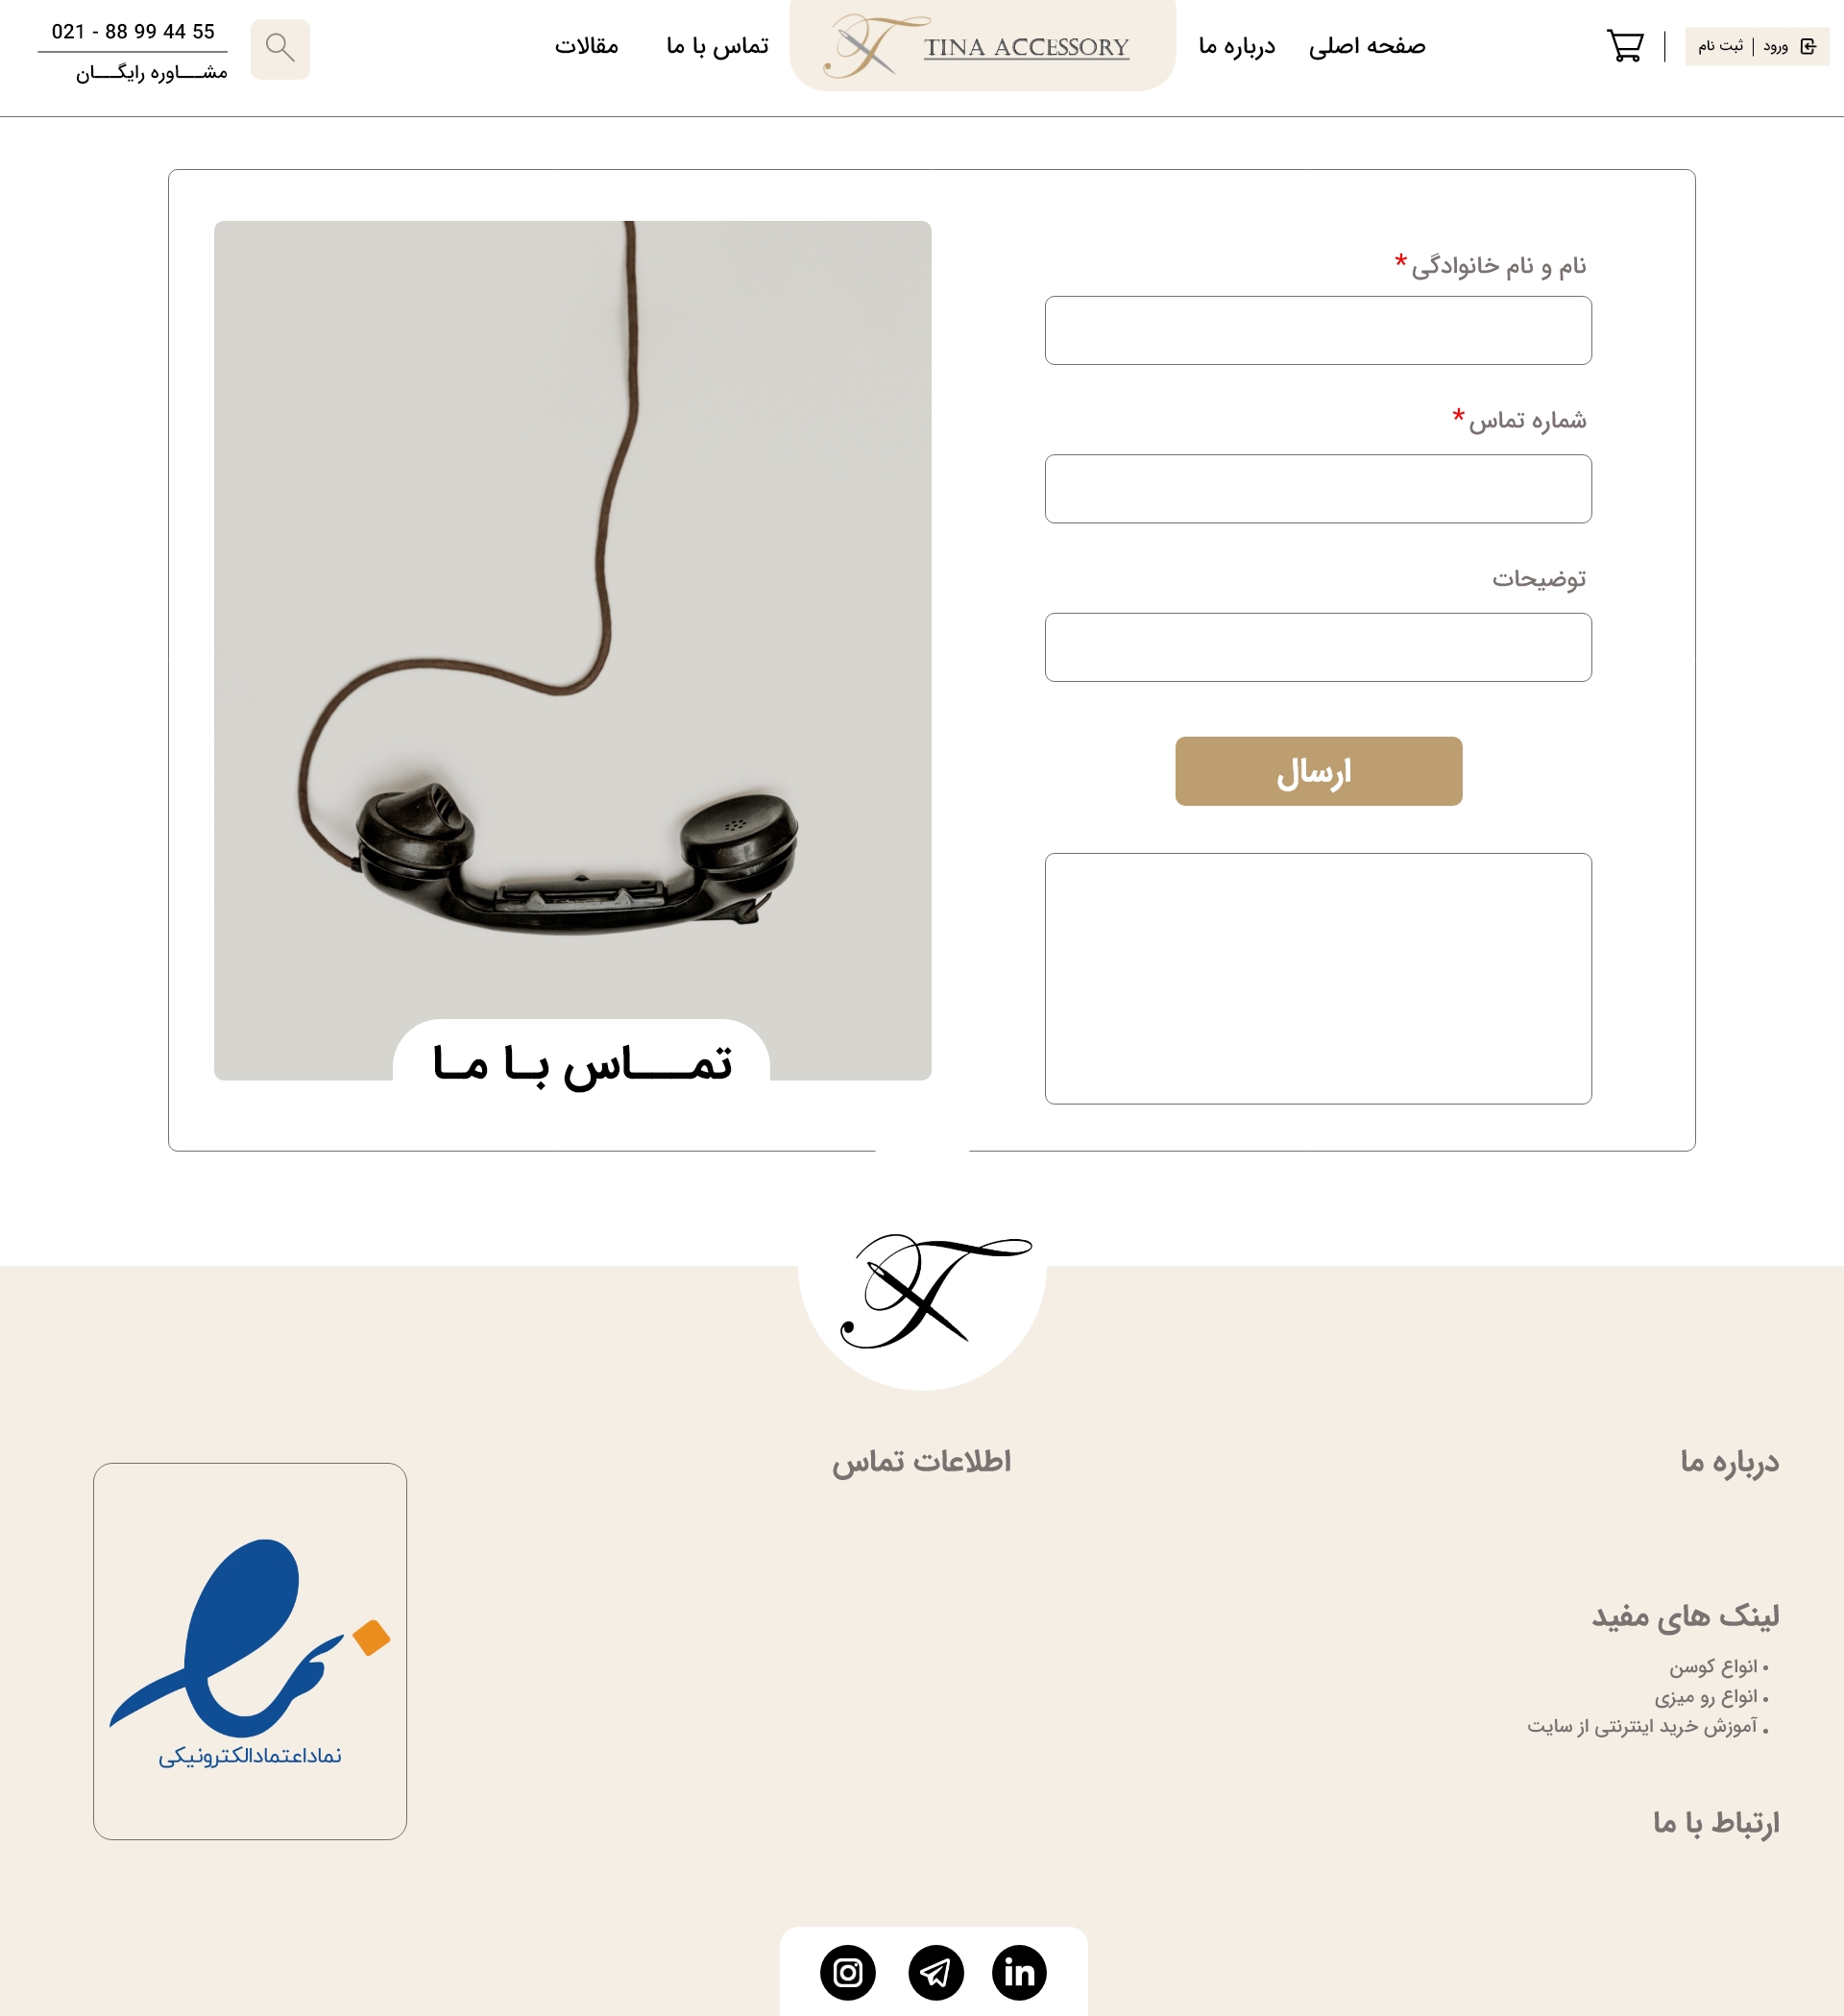 ورود | ثبت نام
صفحه اصلی
درباره ما
TINA ACCESSORY
تماس با ما
مقالات
021 - 88 99 44 55
مشـــاوره رایگـــان
نام و نام خانوادگی *
شماره تماس *
توضیحات
ارسال
تمـــاس بـا مـا
درباره ما
اطلاعات تماس
لینک های مفید
• انواع کوسن
• انواع رو میزی
• آموزش خرید اینترنتی از سایت
ارتباط با ما
نماداعتمادالکترونیکی
in